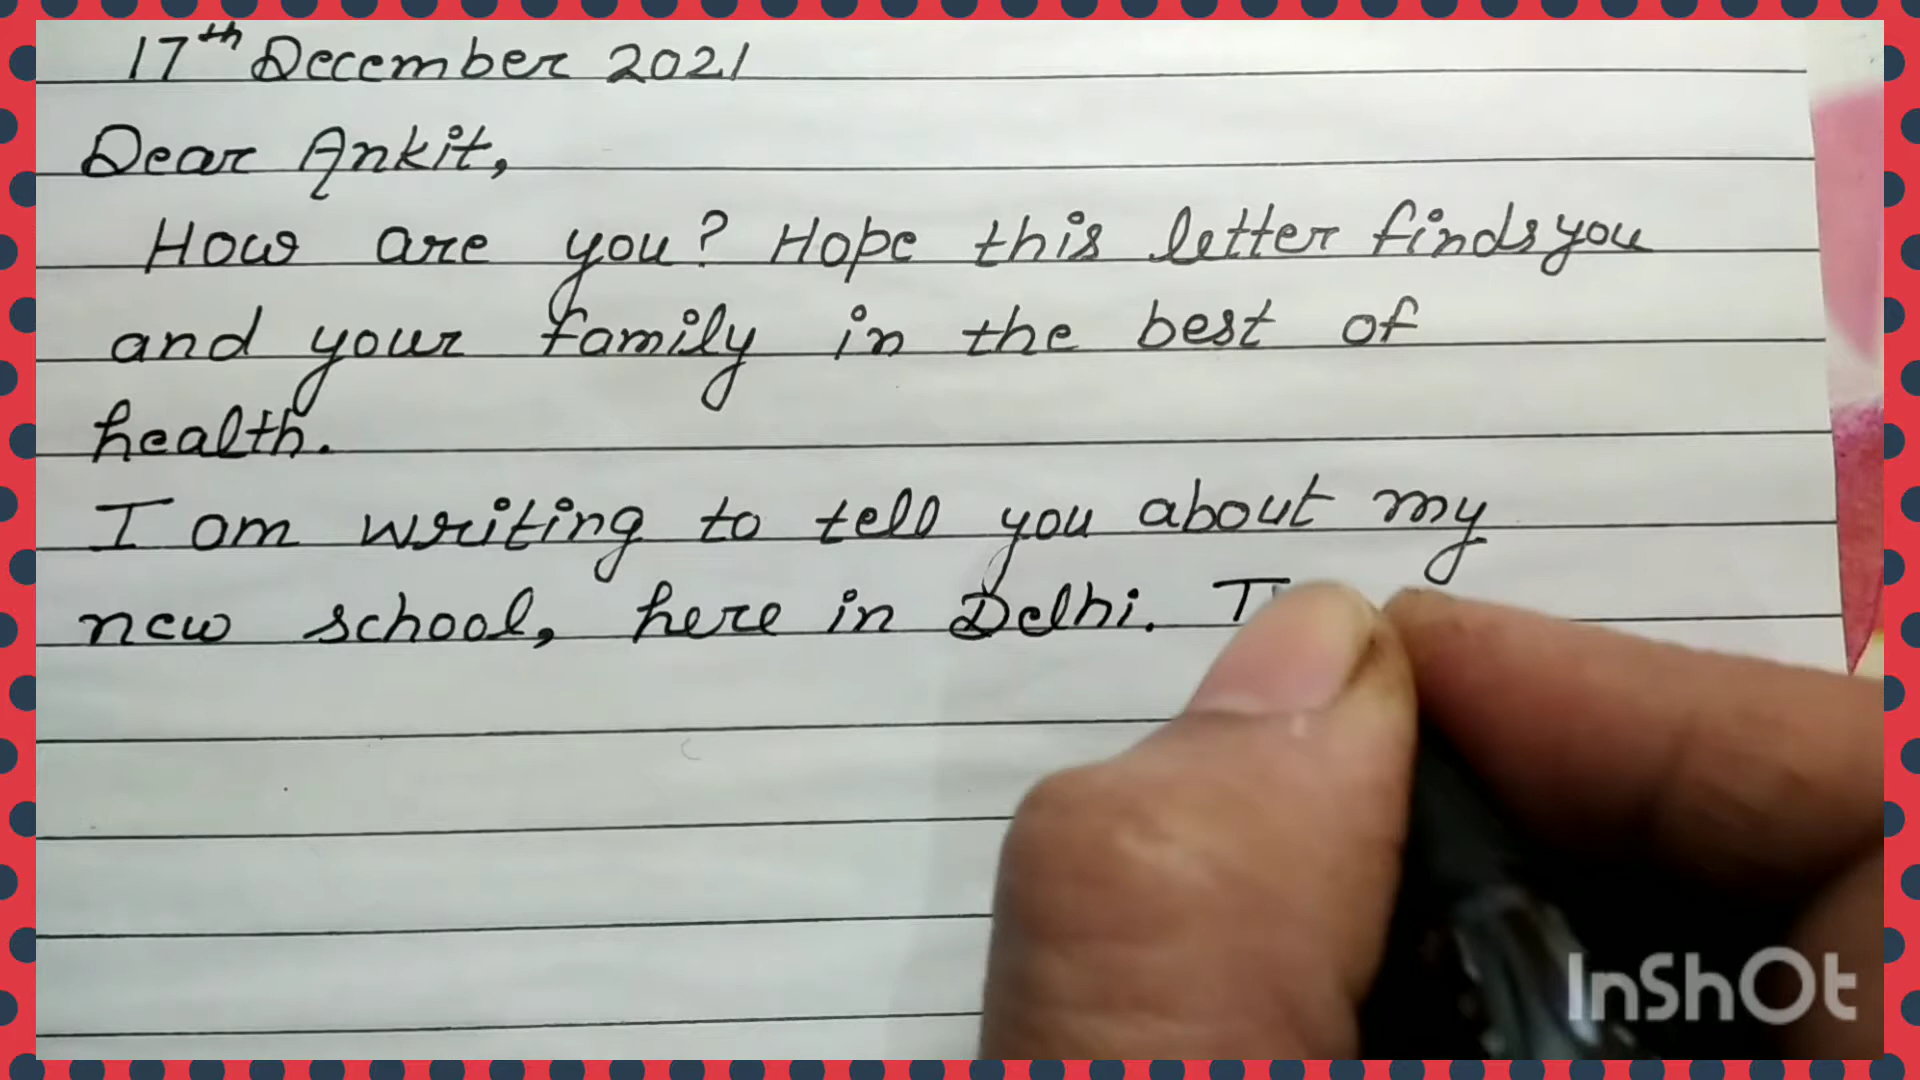 17th December 2021
Dear Ankit,
How are you? Hope this letter finds you
and your family in the best of
health.
I am writing to tell you about my
new school, here in Delhi. T
InShOt